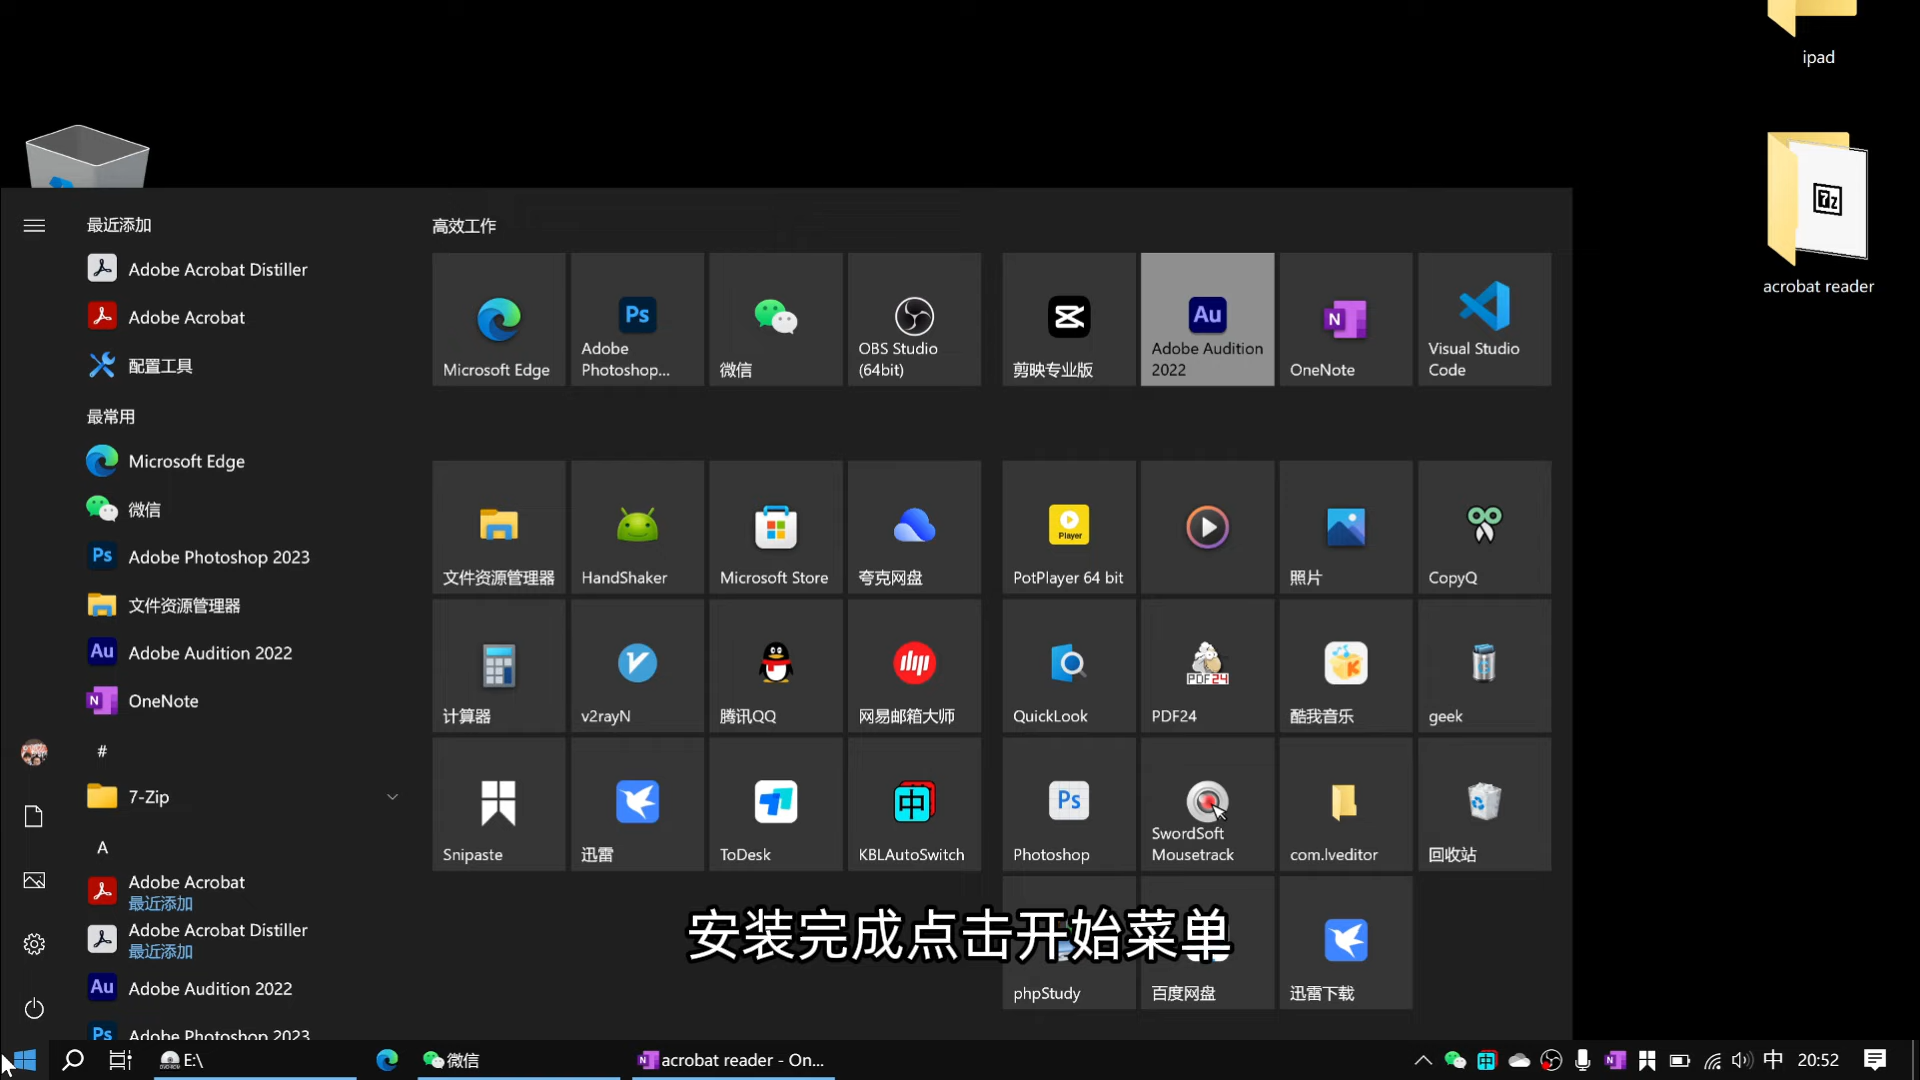 ipad
acrobat reader
最近添加
Adobe Acrobat Distiller
Adobe Acrobat
配置工具
最常用
Microsoft Edge
微信
Adobe Photoshop 2023
文件资源管理器
Adobe Audition 2022
OneNote
#
7-Zip
A
Adobe Acrobat
最近添加
Adobe Acrobat Distiller
最近添加
Adobe Audition 2022
Adobe Photoshop 2023
高效工作
Microsoft Edge
Adobe
Photoshop...
微信
OBS Studio
(64bit)
剪映专业版
Adobe Audition
2022
OneNote
Visual Studio
Code
文件资源管理器
HandShaker
Microsoft Store
夸克网盘
Player
PotPlayer 64 bit
照片
CopyQ
计算器
v2rayN
腾讯QQ
网易邮箱大师
QuickLook
PDF24
PDF24
酷我音乐
geek
Snipaste
迅雷
ToDesk
中
KBLAutoSwitch
Ps
Photoshop
SwordSoft
Mousetrack
com.lveditor
回收站
phpStudy
百度网盘
迅雷下载
安装完成点击开始菜单
E:\
微信
acrobat reader - On...
中
20:52